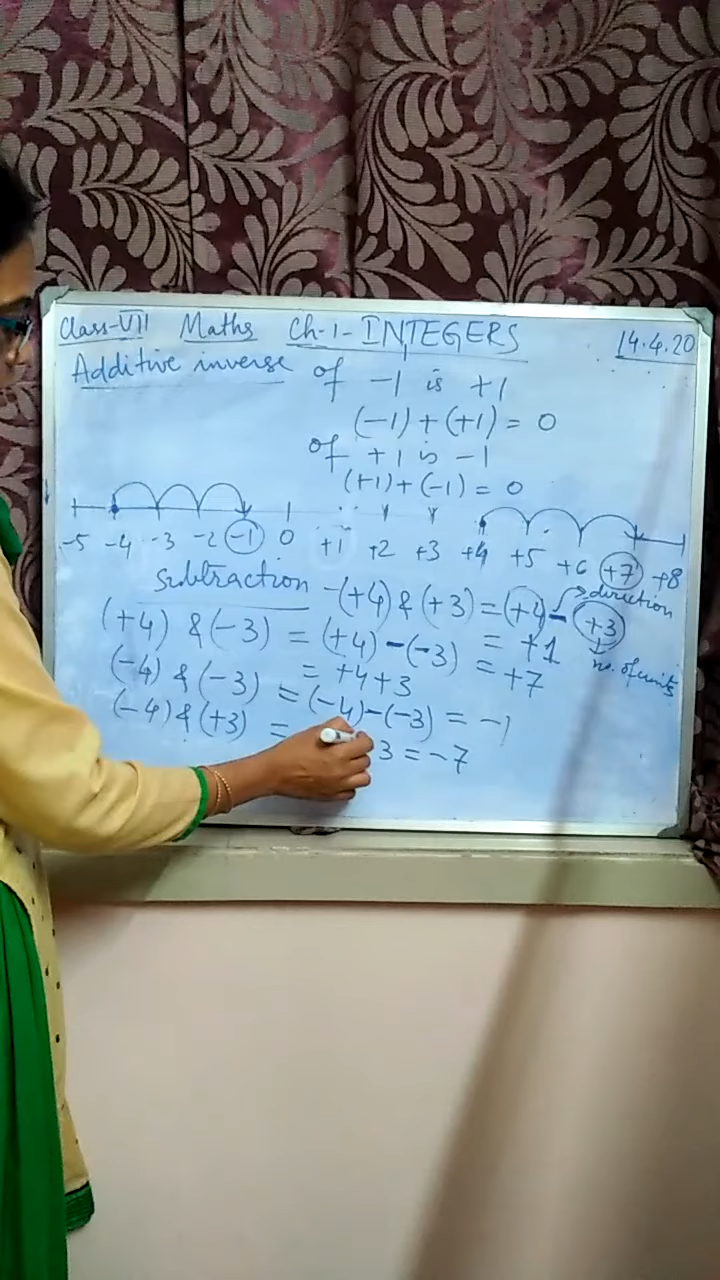 Class-VII Maths Ch-1-INTEGERS 14.4.20
Additive inverse of -1 is +1
(-1)+(+1)= 0
of +1 is -1
(+1)+(-1)= 0
-5 -4 -3 -2 -1 0 +1 +2 +3 +4 +5 +6 +7 +8
Subtraction -(+4)&(+3)=(+4)-(+3)
direction
= +1
no. of units
(+4) &(-3) = (+4)-(-3) = +7
= +4+3
(-4) &(-3) = (-4)-(-3) = -1
(-4)&(+3) = 3 = -7